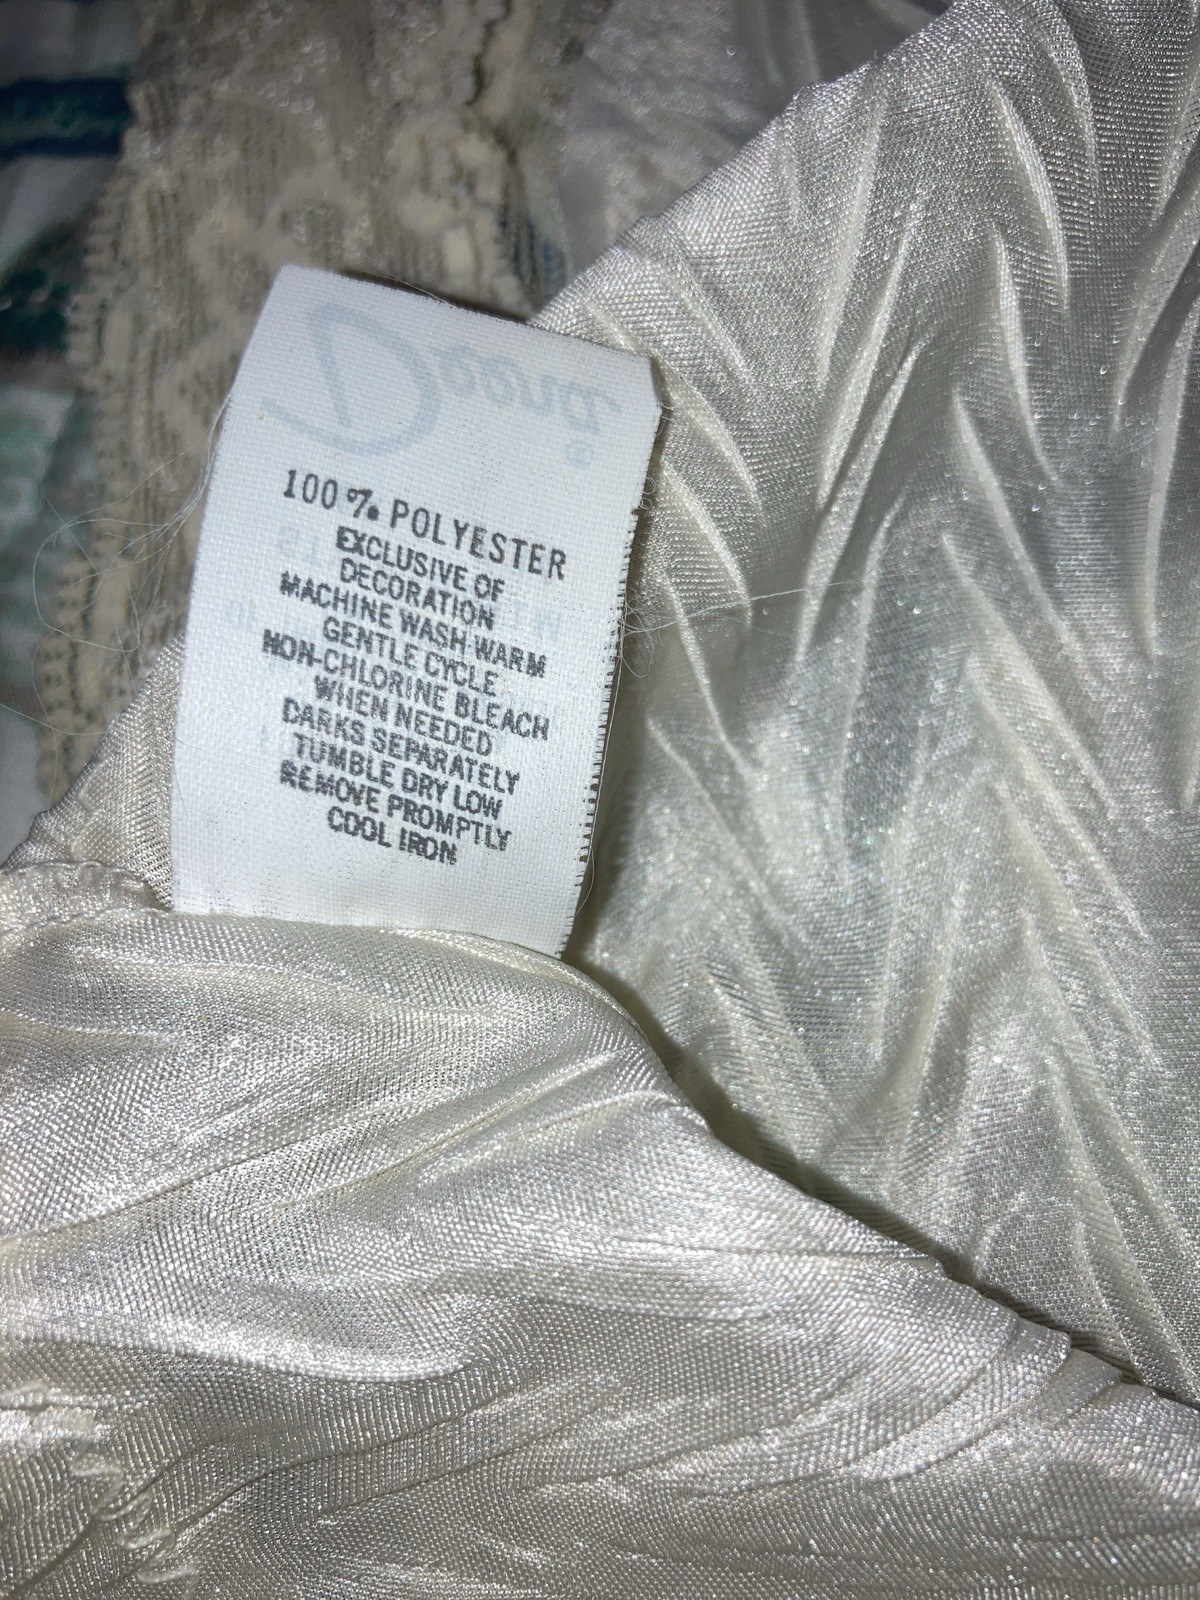 100% POLYESTER
EXCLUSIVE OF
DECORATION
MACHINE WASH WARM
GENTLE CYCLE
NON-CHLORINE BLEACH
WHEN NEEDED
DARKS SEPARATELY
TUMBLE DRY LOW
REMOVE PROMPTLY
COOL IRON